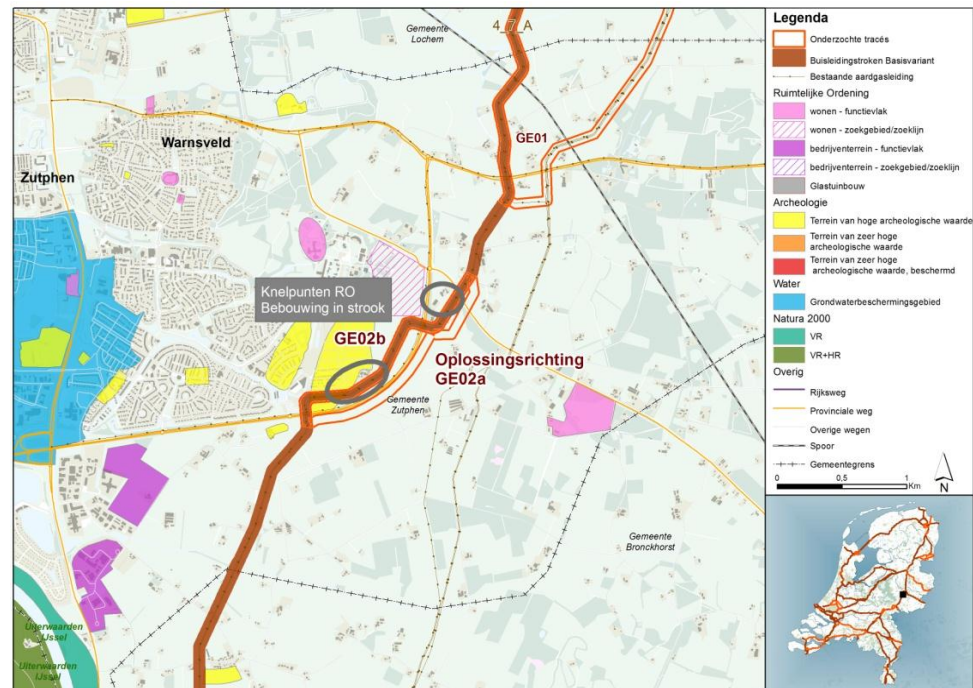 4_7_A
Gemeente
Lochem
GE01
Warnsveld
Zutphen
Knelpunten RO
Bebouwing in strook
GE02b
Oplossingsrichting
GE02a
Gemeente
Zutphen
Gemeente
Bronckhorst
Uiterwaarden
IJssel
Uiterwaarden
IJssel
Legenda
Onderzochte tracés
Buisleidingstroken Basisvariant
Bestaande aardgasleiding
Ruimtelijke Ordening
wonen - functievlak
wonen - zoekgebied/zoeklijn
bedrijventerrein - functievlak
bedrijventerrein - zoekgebied/zoeklijn
Glastuinbouw
Archeologie
Terrein van hoge archeologische waarde
Terrein van zeer hoge
archeologische waarde
Terrein van zeer hoge
archeologische waarde, beschermd
Water
Grondwaterbeschermingsgebied
Natura 2000
VR
VR+HR
Overig
Rijksweg
Provinciale weg
Overige wegen
Spoor
Gemeentegrens
0 0,5 1
Km
N